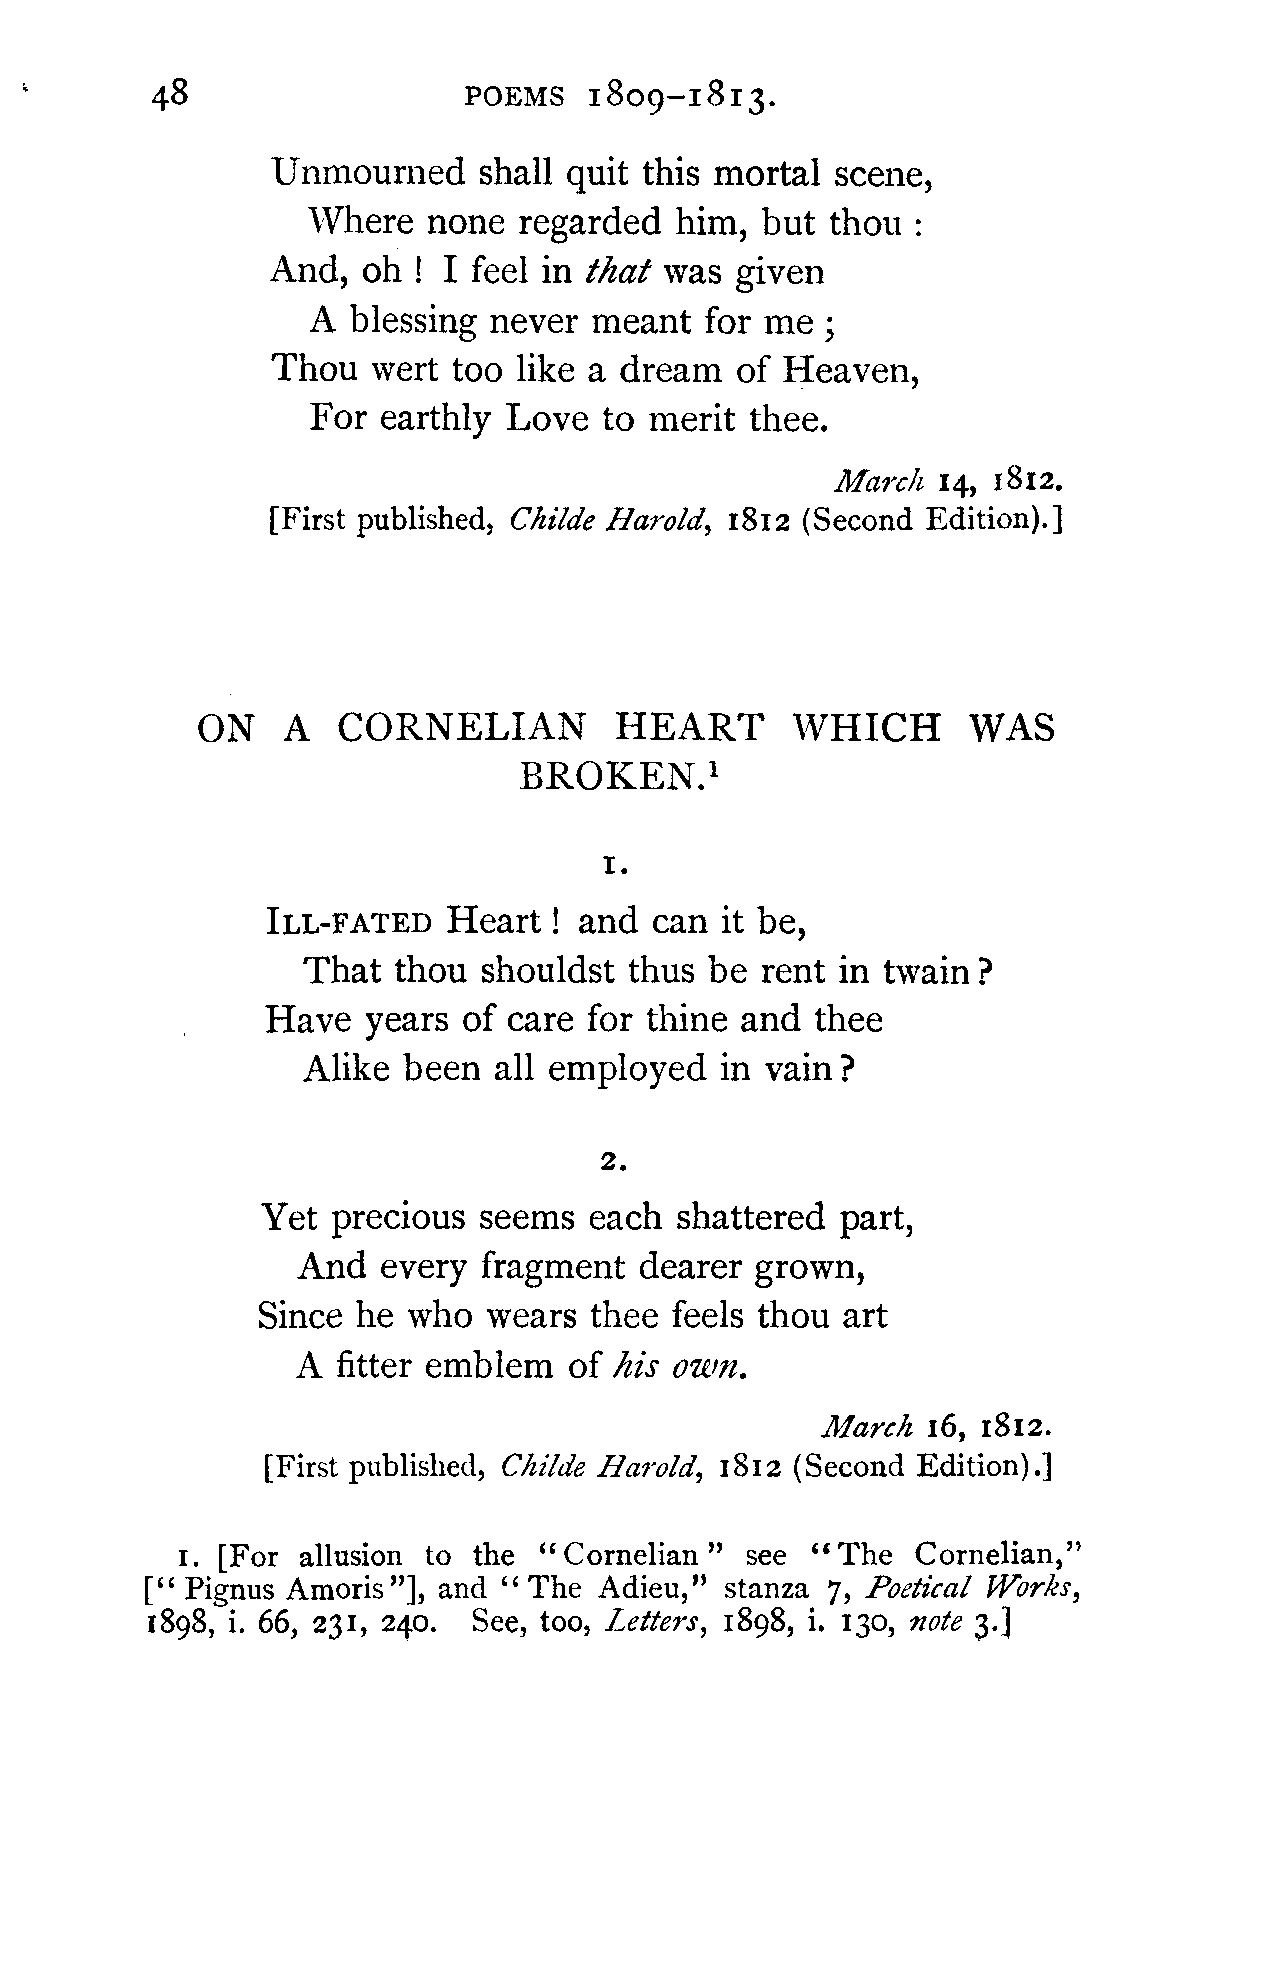 48 POEMS 1809–1813.
Unmourned shall quit this mortal scene,
Where none regarded him, but thou :
And, oh ! I feel in that was given
A blessing never meant for me ;
Thou wert too like a dream of Heaven,
For earthly Love to merit thee.
March 14, 1812.
[First published, Childe Harold, 1812 (Second Edition).]
ON A CORNELIAN HEART WHICH WAS
BROKEN.¹
1.
ILL-FATED Heart ! and can it be,
That thou shouldst thus be rent in twain ?
Have years of care for thine and thee
Alike been all employed in vain ?
2.
Yet precious seems each shattered part,
And every fragment dearer grown,
Since he who wears thee feels thou art
A fitter emblem of his own.
March 16, 1812.
[First published, Childe Harold, 1812 (Second Edition).]
1. [For allusion to the “Cornelian” see “The Cornelian,”
[“Pignus Amoris”], and “The Adieu,” stanza 7, Poetical Works,
1898, i. 66, 231, 240. See, too, Letters, 1898, i. 130, note 3.]